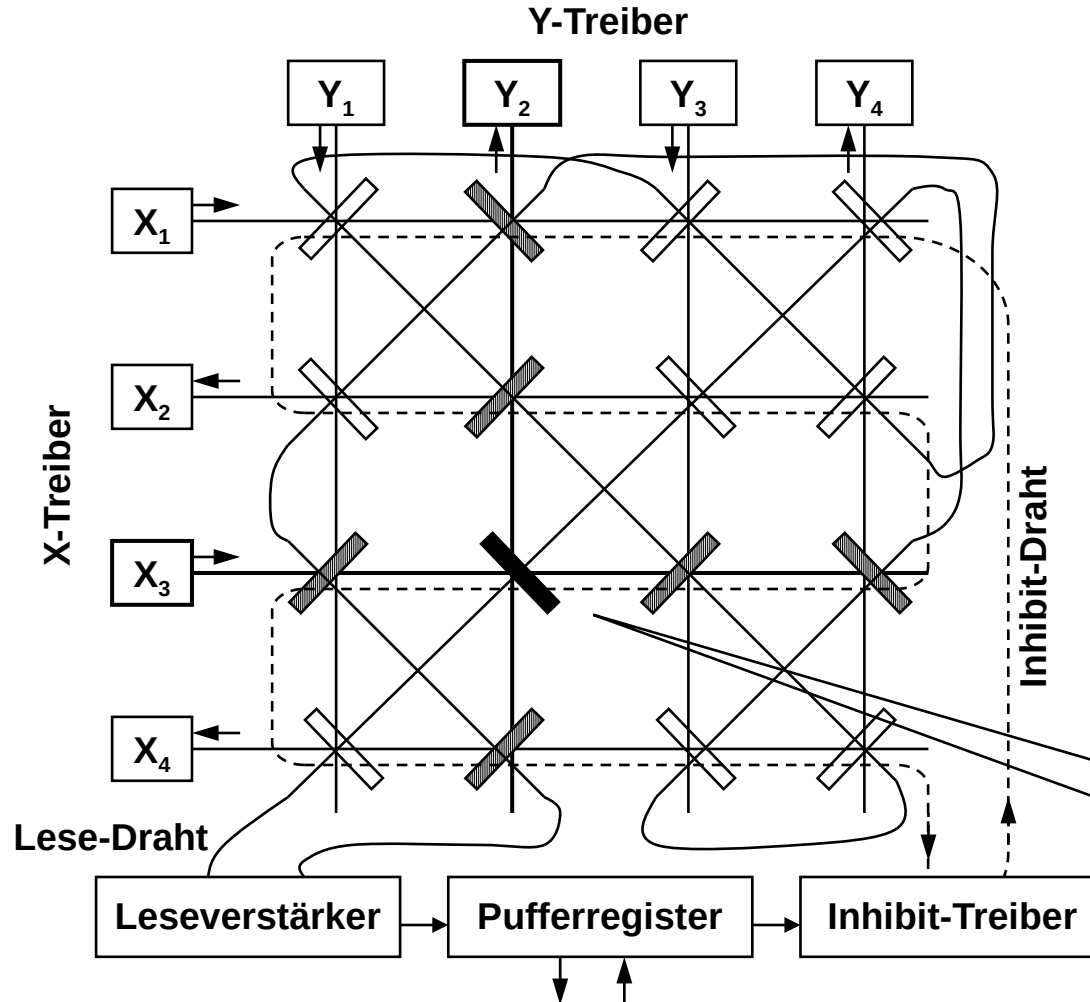 Y-Treiber
Y1 Y2 Y3 Y4
X1
X2
X-Treiber
X3
Inhibit-Draht
X4
Lese-Draht
Leseverstärker Pufferregister Inhibit-Treiber